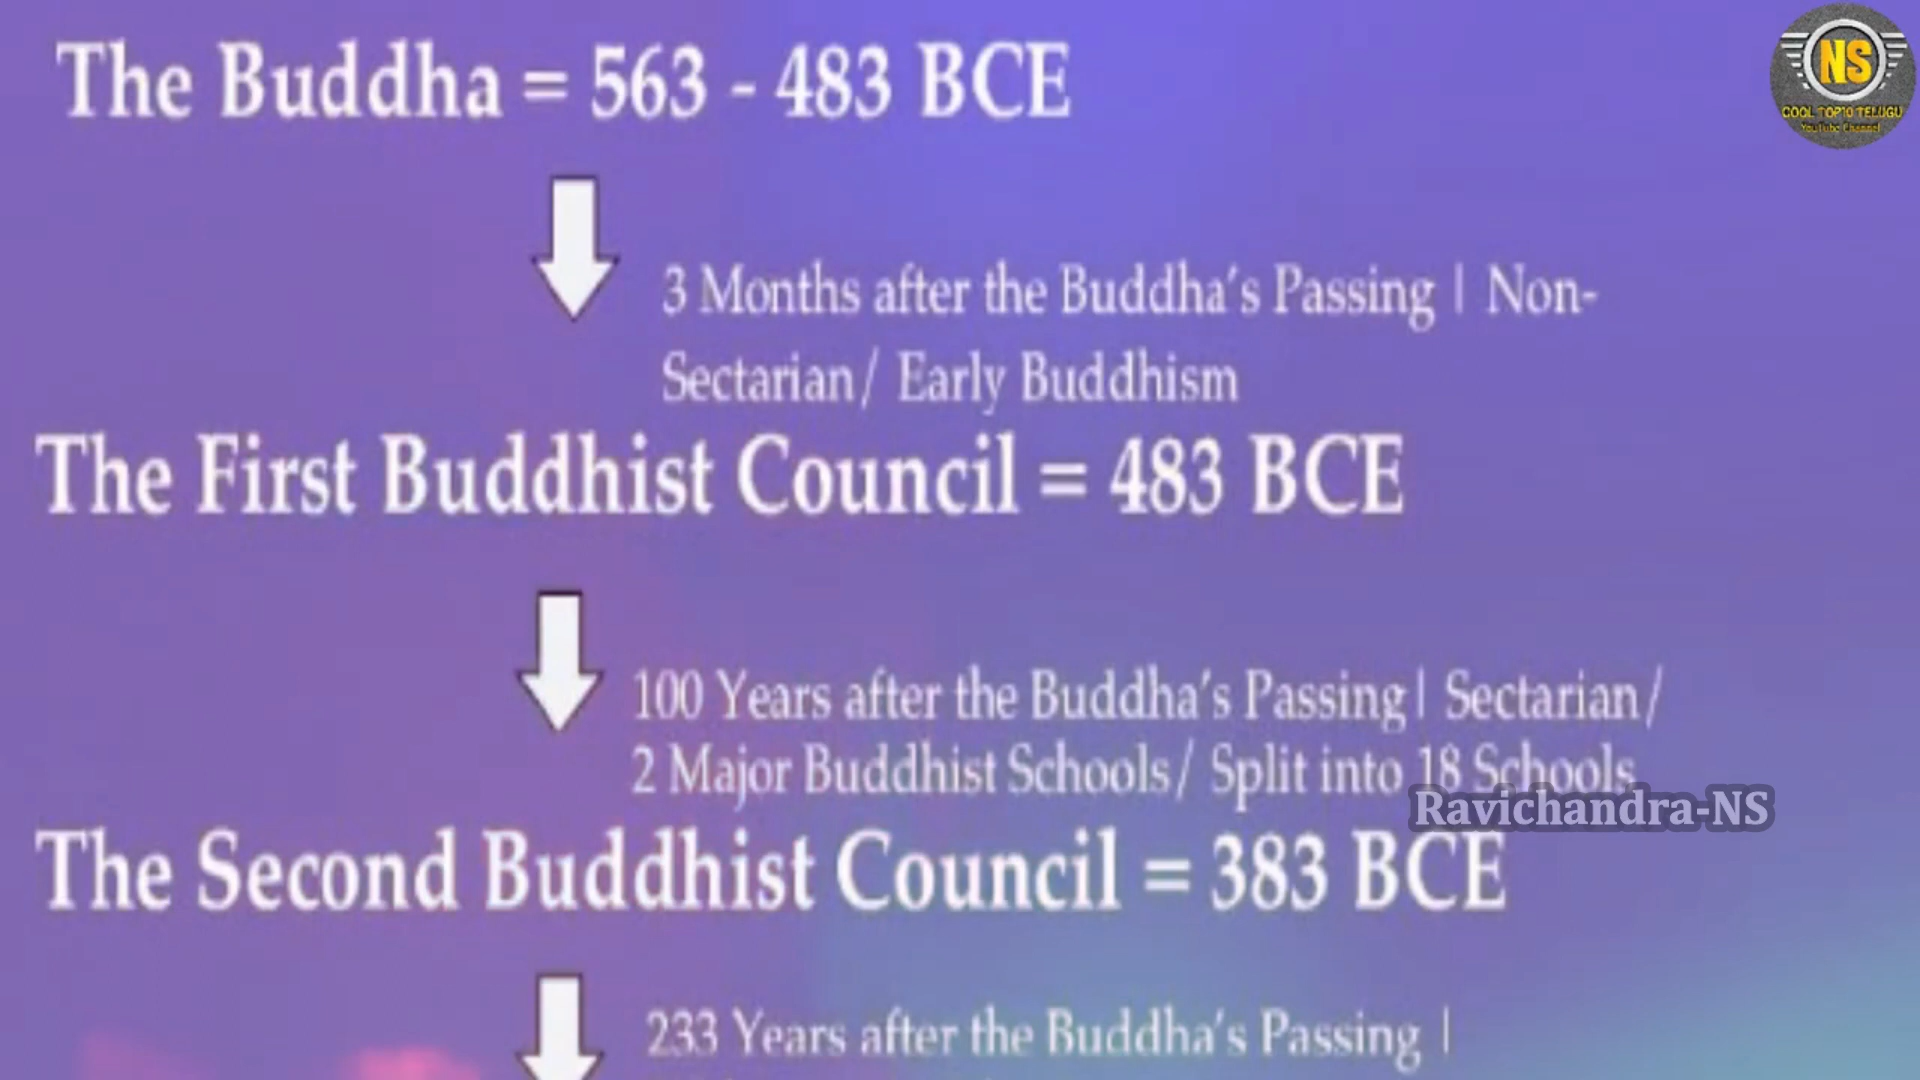 The Buddha = 563 - 483 BCE
NS
COOL TOP10 TELUGU
YouTube Channel
3 Months after the Buddha's Passing | Non-
Sectarian/ Early Buddhism
The First Buddhist Council = 483 BCE
100 Years after the Buddha's Passing| Sectarian/
2 Major Buddhist Schools/ Split into 18 Schools
Ravichandra-NS
The Second Buddhist Council = 383 BCE
233 Years after the Buddha's Passing |